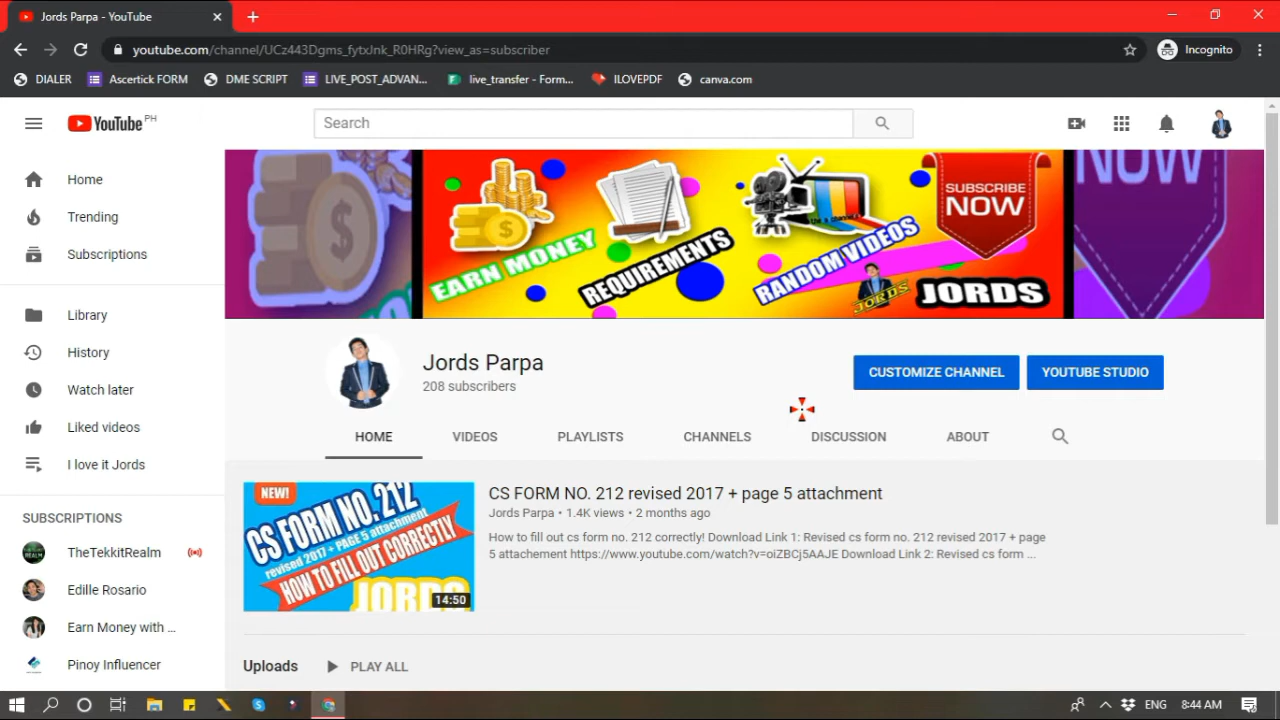 Jords Parpa - YouTube
youtube.com/channel/UCz443Dgms_fytxJnk_R0HRg?view_as=subscriber
Incognito
DIALER
Ascertick FORM
DME SCRIPT
LIVE_POST_ADVAN...
live_transfer - Form...
ILOVEPDF
canva.com
YouTube PH
Search
Home
Trending
Subscriptions
Library
History
Watch later
Liked videos
I love it Jords
SUBSCRIPTIONS
TheTekkitRealm
Edille Rosario
Earn Money with ...
Pinoy Influencer
EARN MONEY
REQUIREMENTS
RANDOM VIDEOS
SUBSCRIBE
NOW
JORDS
JORDS
NOW
Jords Parpa
208 subscribers
CUSTOMIZE CHANNEL
YOUTUBE STUDIO
HOME
VIDEOS
PLAYLISTS
CHANNELS
DISCUSSION
ABOUT
NEW!
CS FORM NO. 212
revised 2017 + PAGE 5 attachment
HOW TO FILL OUT CORRECTLY
JORDS
14:50
CS FORM NO. 212 revised 2017 + page 5 attachment
Jords Parpa • 1.4K views • 2 months ago
How to fill out cs form no. 212 correctly! Download Link 1: Revised cs form no. 212 revised 2017 + page
5 attachement https://www.youtube.com/watch?v=oiZBCj5AAJE Download Link 2: Revised cs form ...
Uploads
PLAY ALL
ENG
8:44 AM